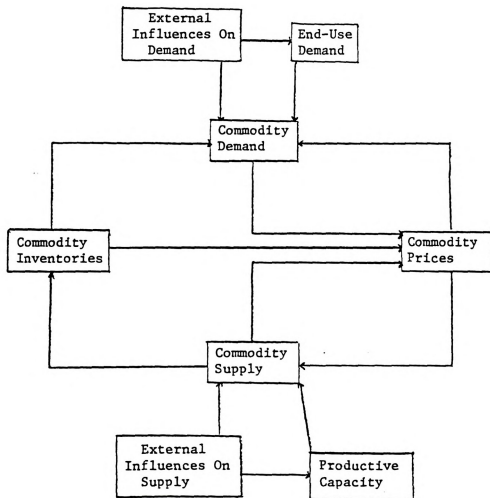 External
Influences On
Demand
End-Use
Demand
Commodity
Demand
Commodity
Inventories
Commodity
Prices
Commodity
Supply
External
Influences On
Supply
Productive
Capacity